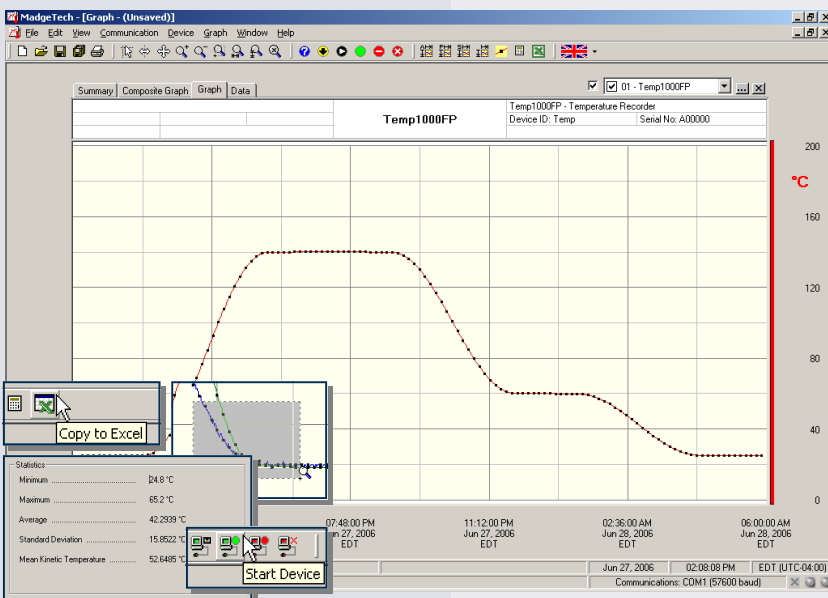 MadgeTech - [Graph - (Unsaved)]
File Edit View Communication Device Graph Window Help
Summary Composite Graph Graph Data
01 - Temp1000FP
Temp1000FP
Temp1000FP - Temperature Recorder
Device ID: Temp Serial No: A00000
200
°C
160
120
80
40
0
Copy to Excel
Statistics
Minimum 24.8 °C
Maximum 65.2 °C
Average 42.2939 °C
Standard Deviation 15.8522 °C
Mean Kinetic Temperature 52.6485 °C
Start Device
07:48:00 PM 11:12:00 PM 02:36:00 AM 06:00:00 AM
n 27, 2006 Jun 27, 2006 Jun 28, 2006 Jun 28, 2006
EDT EDT EDT EDT
Jun 27, 2006 02:08:08 PM EDT (UTC-04:00)
Communications: COM1 (57600 baud)